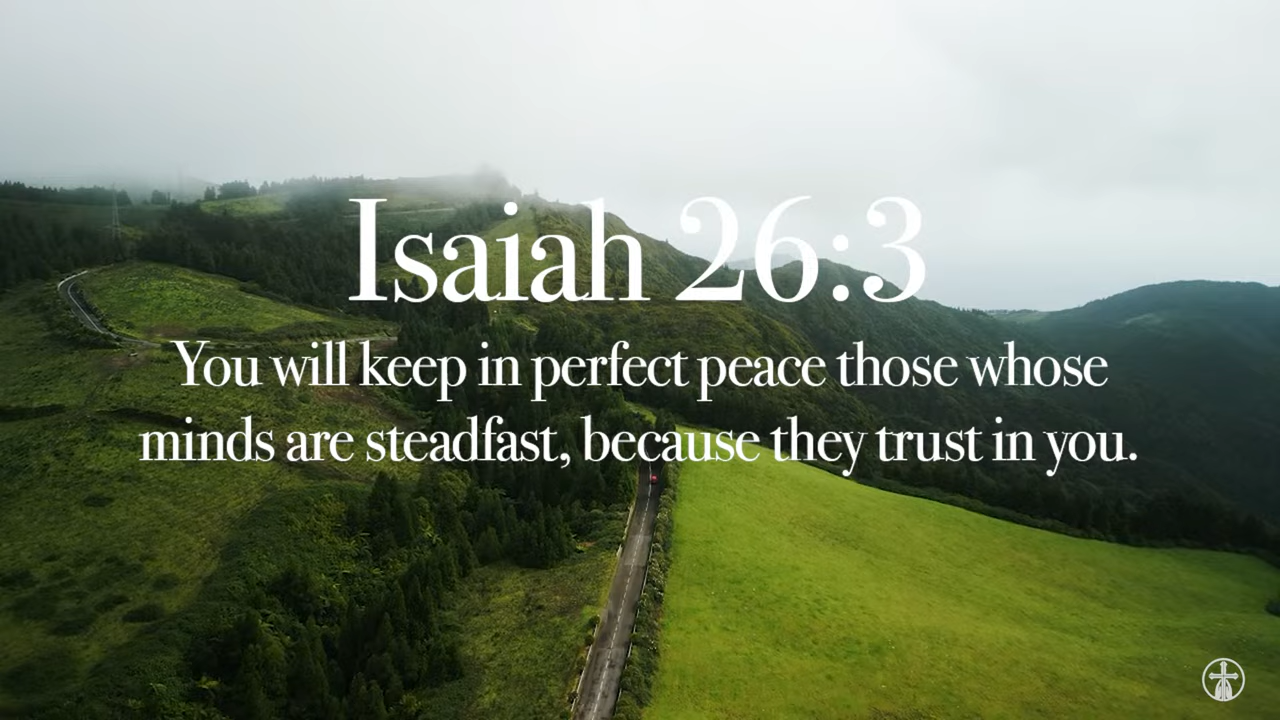 Isaiah 26:3
You will keep in perfect peace those whose
minds are steadfast, because they trust in you.